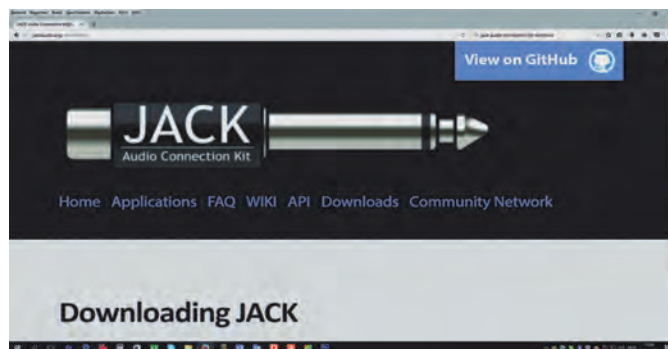 View on GitHub
JACK
Audio Connection Kit
Home Applications FAQ WIKI API Downloads Community Network
Downloading JACK